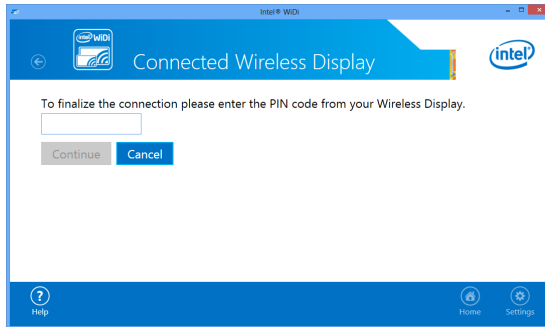 Intel® WiDi
intel WiDi
Connected Wireless Display
intel
To finalize the connection please enter the PIN code from your Wireless Display.
Continue
Cancel
?
Help
Home
Settings